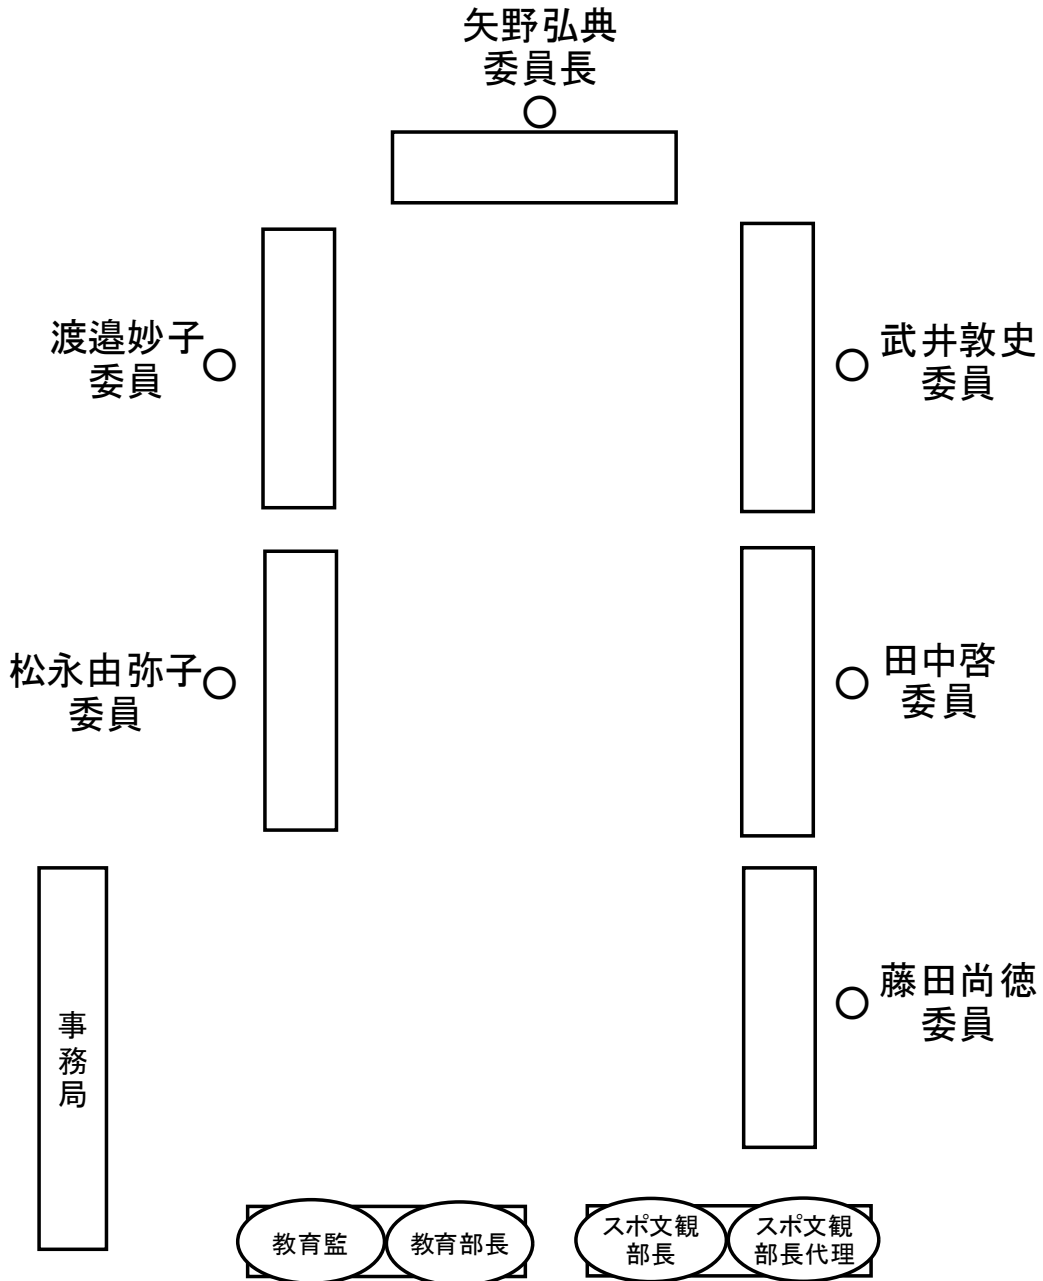 矢野弘典
委員長
渡邉妙子
委員
武井敦史
委員
松永由弥子
委員
田中啓
委員
藤田尚徳
委員
事務局
教育監
教育部長
スポ文観
部長
スポ文観
部長代理